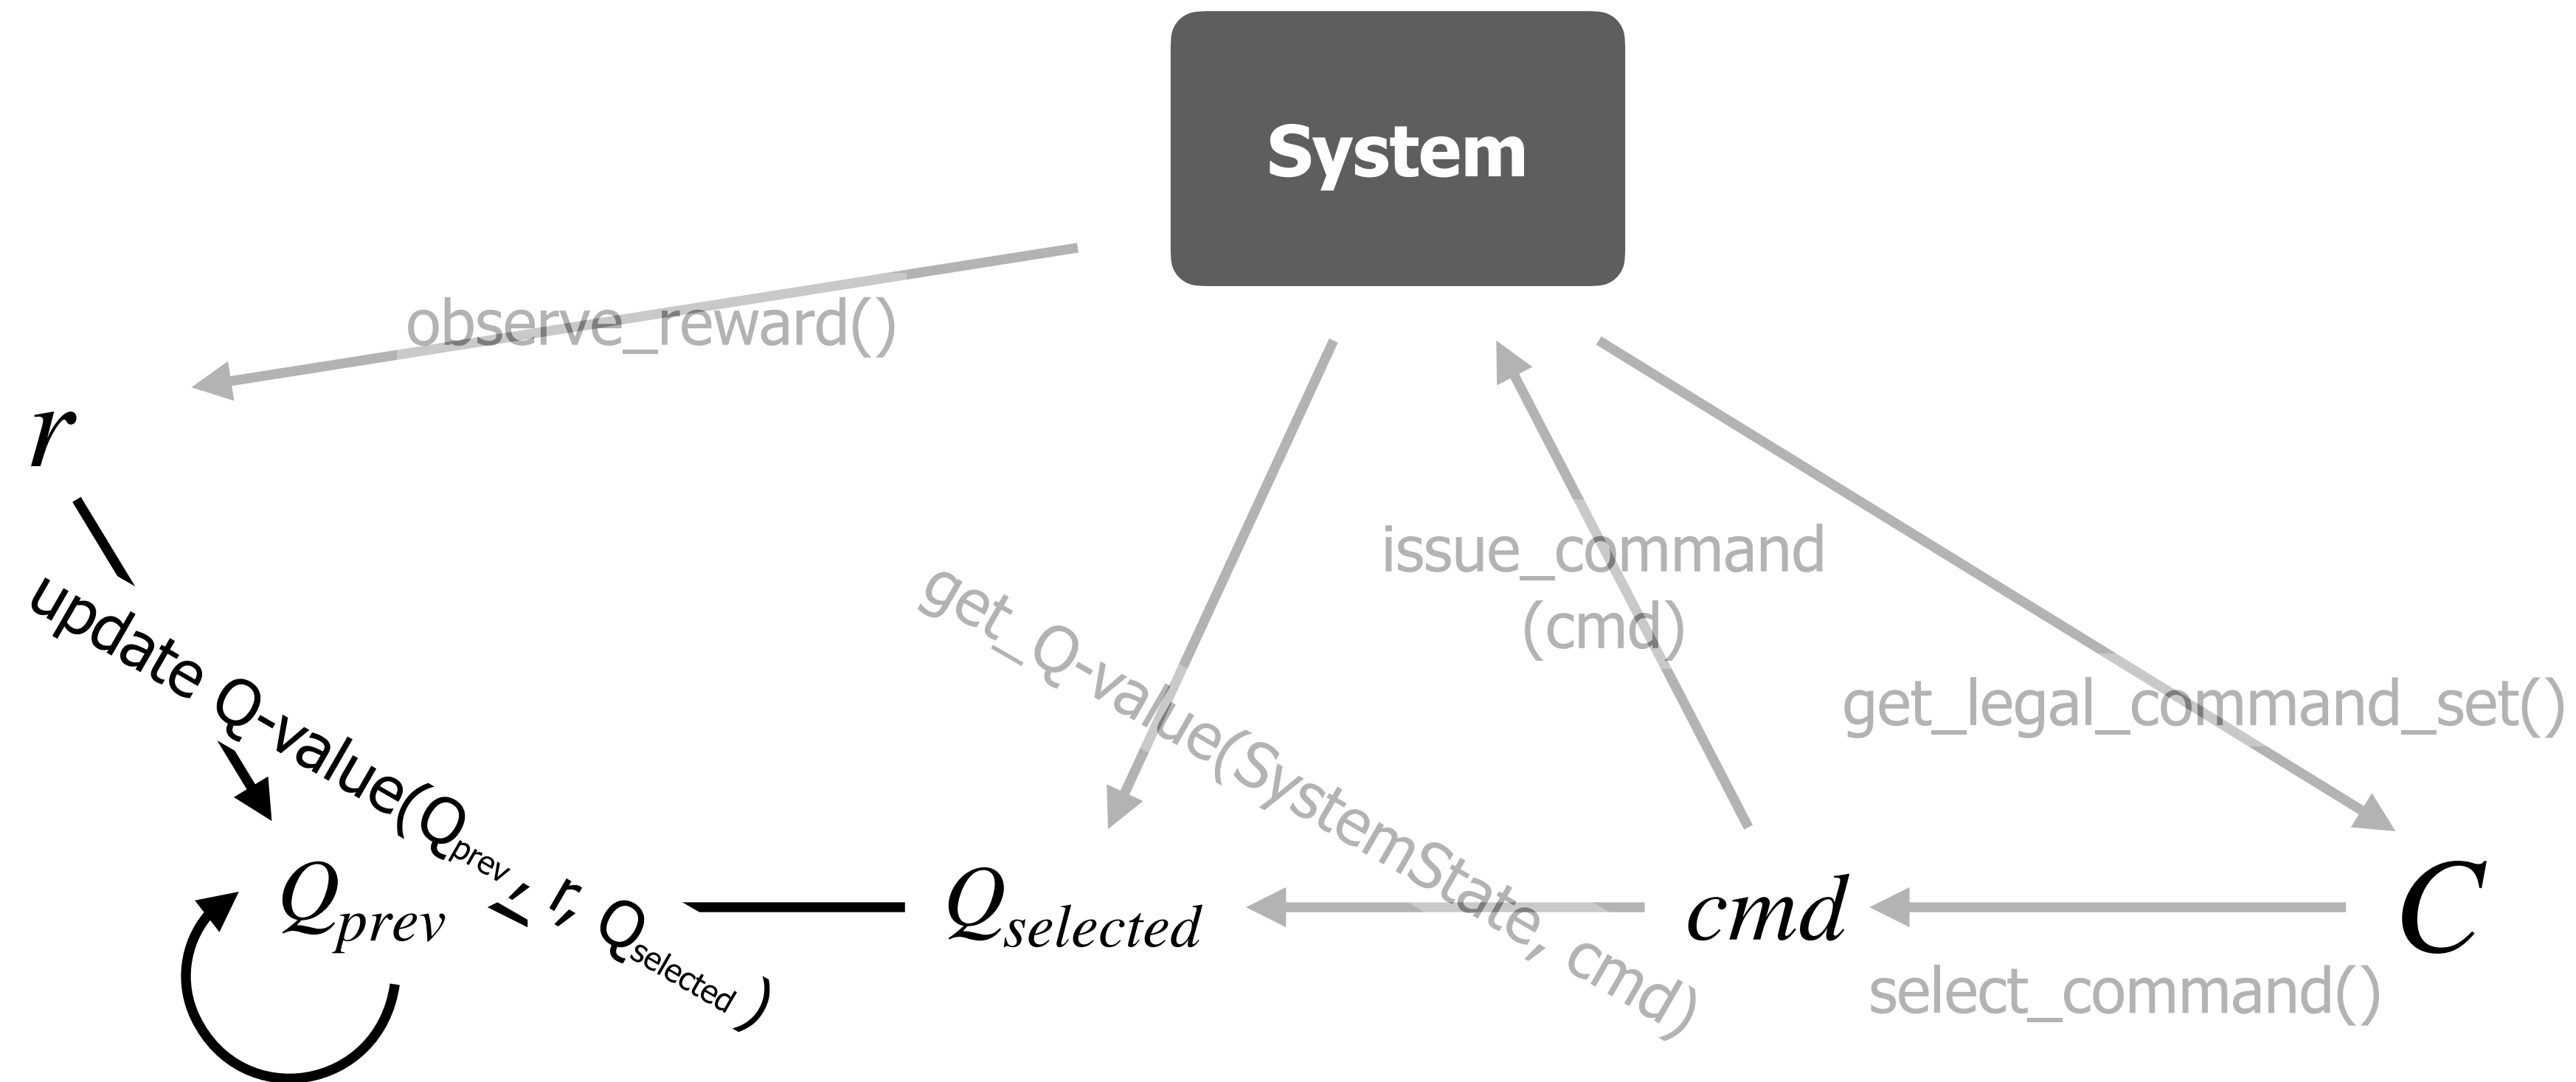 System
observe_reward()
r
issue_command
(cmd)
get_Q-value(SystemState, cmd)
get_legal_command_set()
update Q-value(Qprev, r, Qselected)
Qprev
Qselected
cmd
C
select_command()